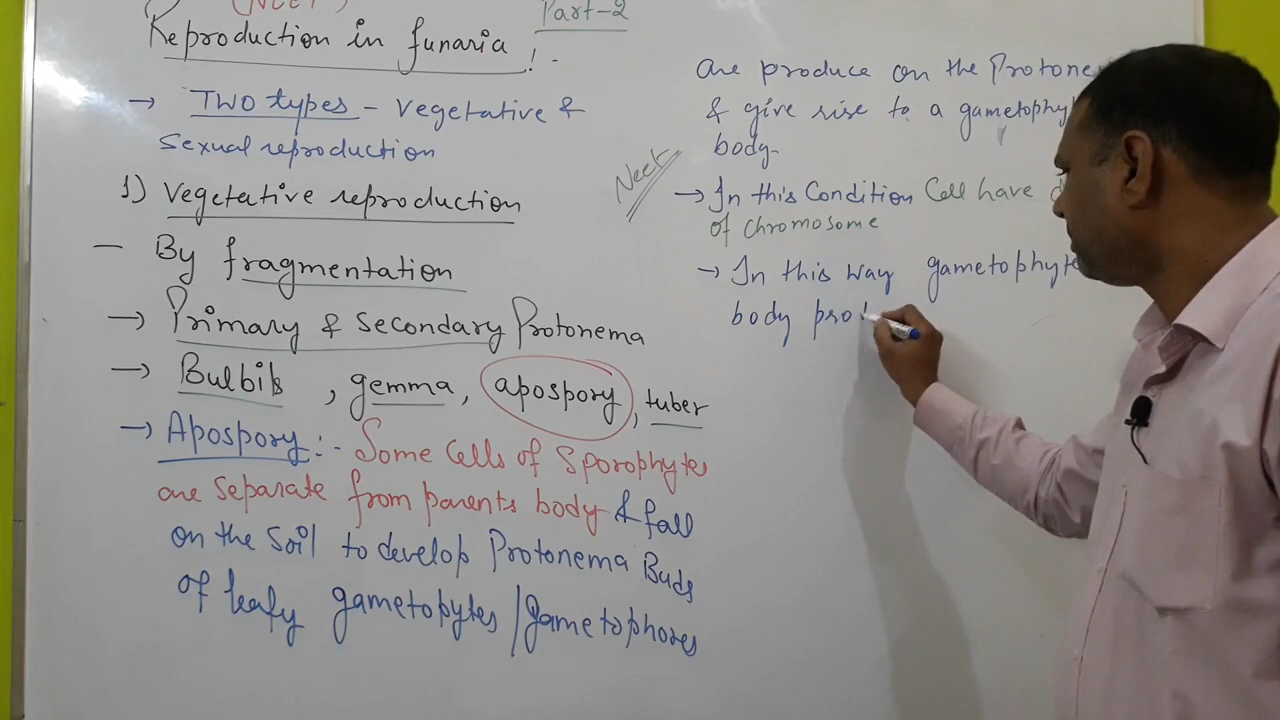 (NEET)
Part-2
Reproduction in funaria !.
→ TWO types - Vegetative &
Sexual reproduction
1) Vegetative reproduction
- By fragmentation
→ Primary & Secondary Protonema
→ Bulbils, gemma, apospory, tuber
→ Apospory :- Some Cells of Sporophytes
are separate from parents body & fall
on the soil to develop Protonema Buds
of leafy gametopytes / gametophores
are produce on the Protone
& give rise to a gametophy
body-
Neet
→ In this Condition Cell have
of chromosome
→ In this way gametophyte
body pro